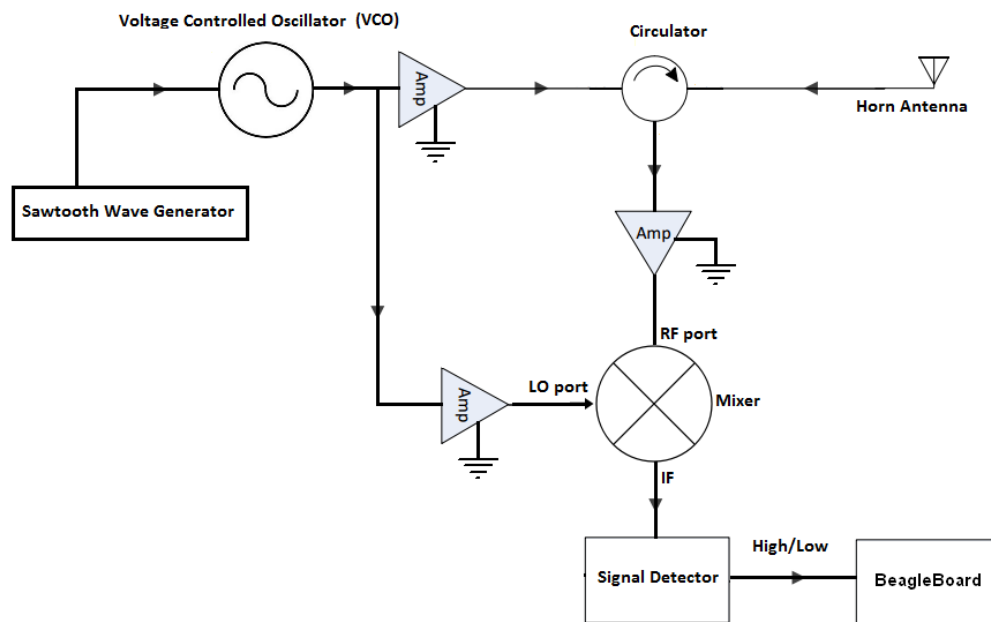 Voltage Controlled Oscillator (VCO)
Circulator
Amp
Horn Antenna
Sawtooth Wave Generator
Amp
RF port
LO port
Amp
Mixer
IF
High/Low
Signal Detector
BeagleBoard